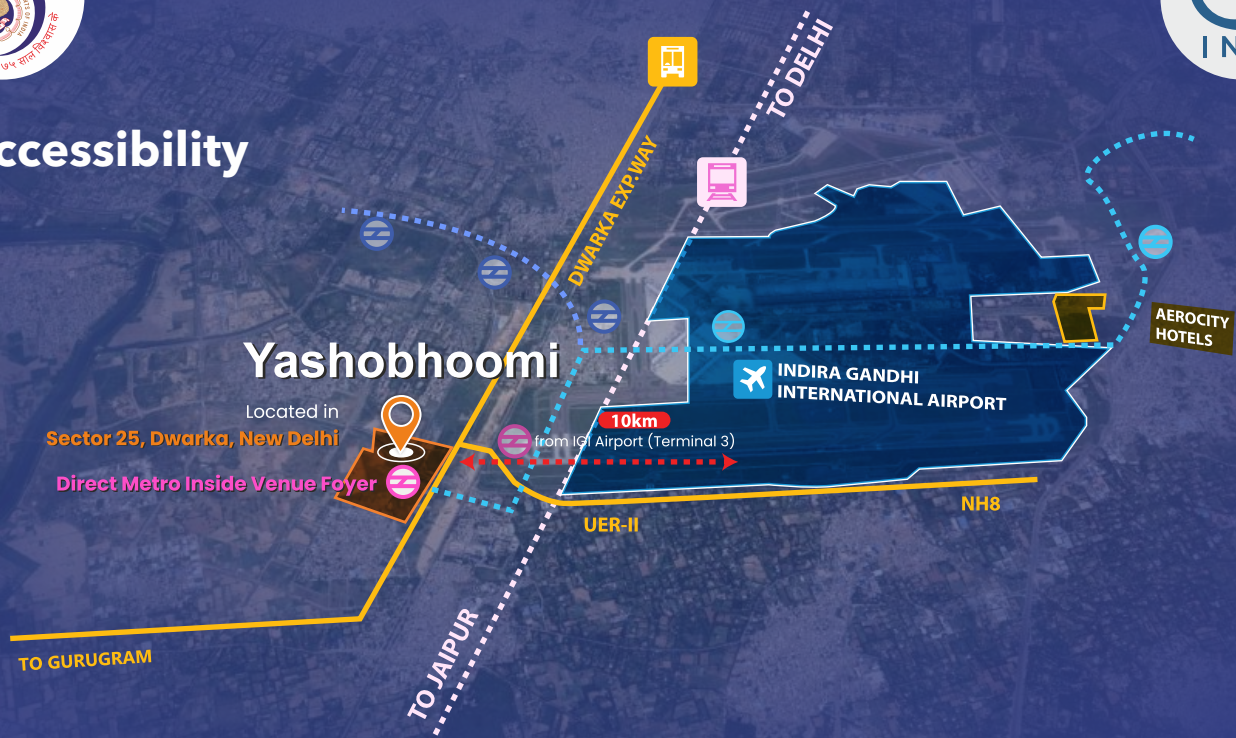 ७५ साल विश्वास के
IN
TO DELHI
ccessibility
DWARKA EXP.WAY
AEROCITY
HOTELS
Yashobhoomi
INDIRA GANDHI
INTERNATIONAL AIRPORT
Located in
10km
Sector 25, Dwarka, New Delhi
from IGI Airport (Terminal 3)
Direct Metro Inside Venue Foyer
NH8
UER-II
TO GURUGRAM
TO JAIPUR